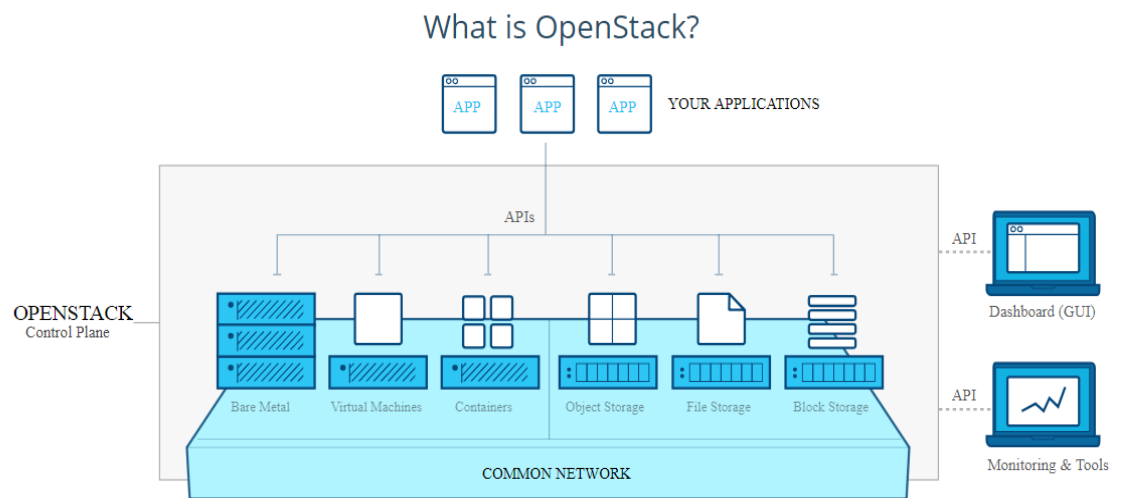 What is OpenStack?
APP APP APP YOUR APPLICATIONS
APIs
API
OPENSTACK
Control Plane
Dashboard (GUI)
API
Bare Metal Virtual Machines Containers Object Storage File Storage Block Storage
Monitoring & Tools
COMMON NETWORK